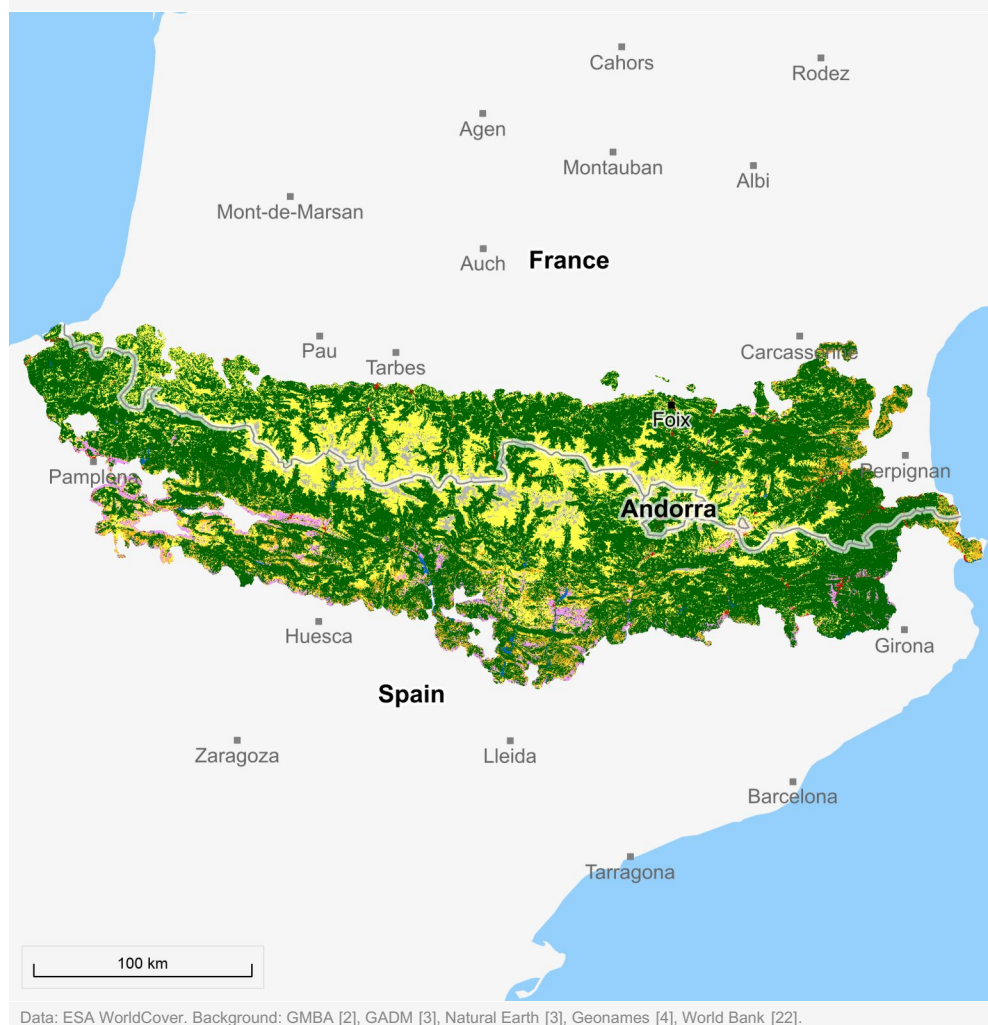 Cahors
Rodez
Agen
Montauban
Albi
Mont-de-Marsan
Auch
France
Pau
Tarbes
Carcassonne
Foix
Pamplona
Perpignan
Andorra
Huesca
Girona
Spain
Zaragoza
Lleida
Barcelona
Tarragona
100 km
Data: ESA WorldCover. Background: GMBA [2], GADM [3], Natural Earth [3], Geonames [4], World Bank [22].